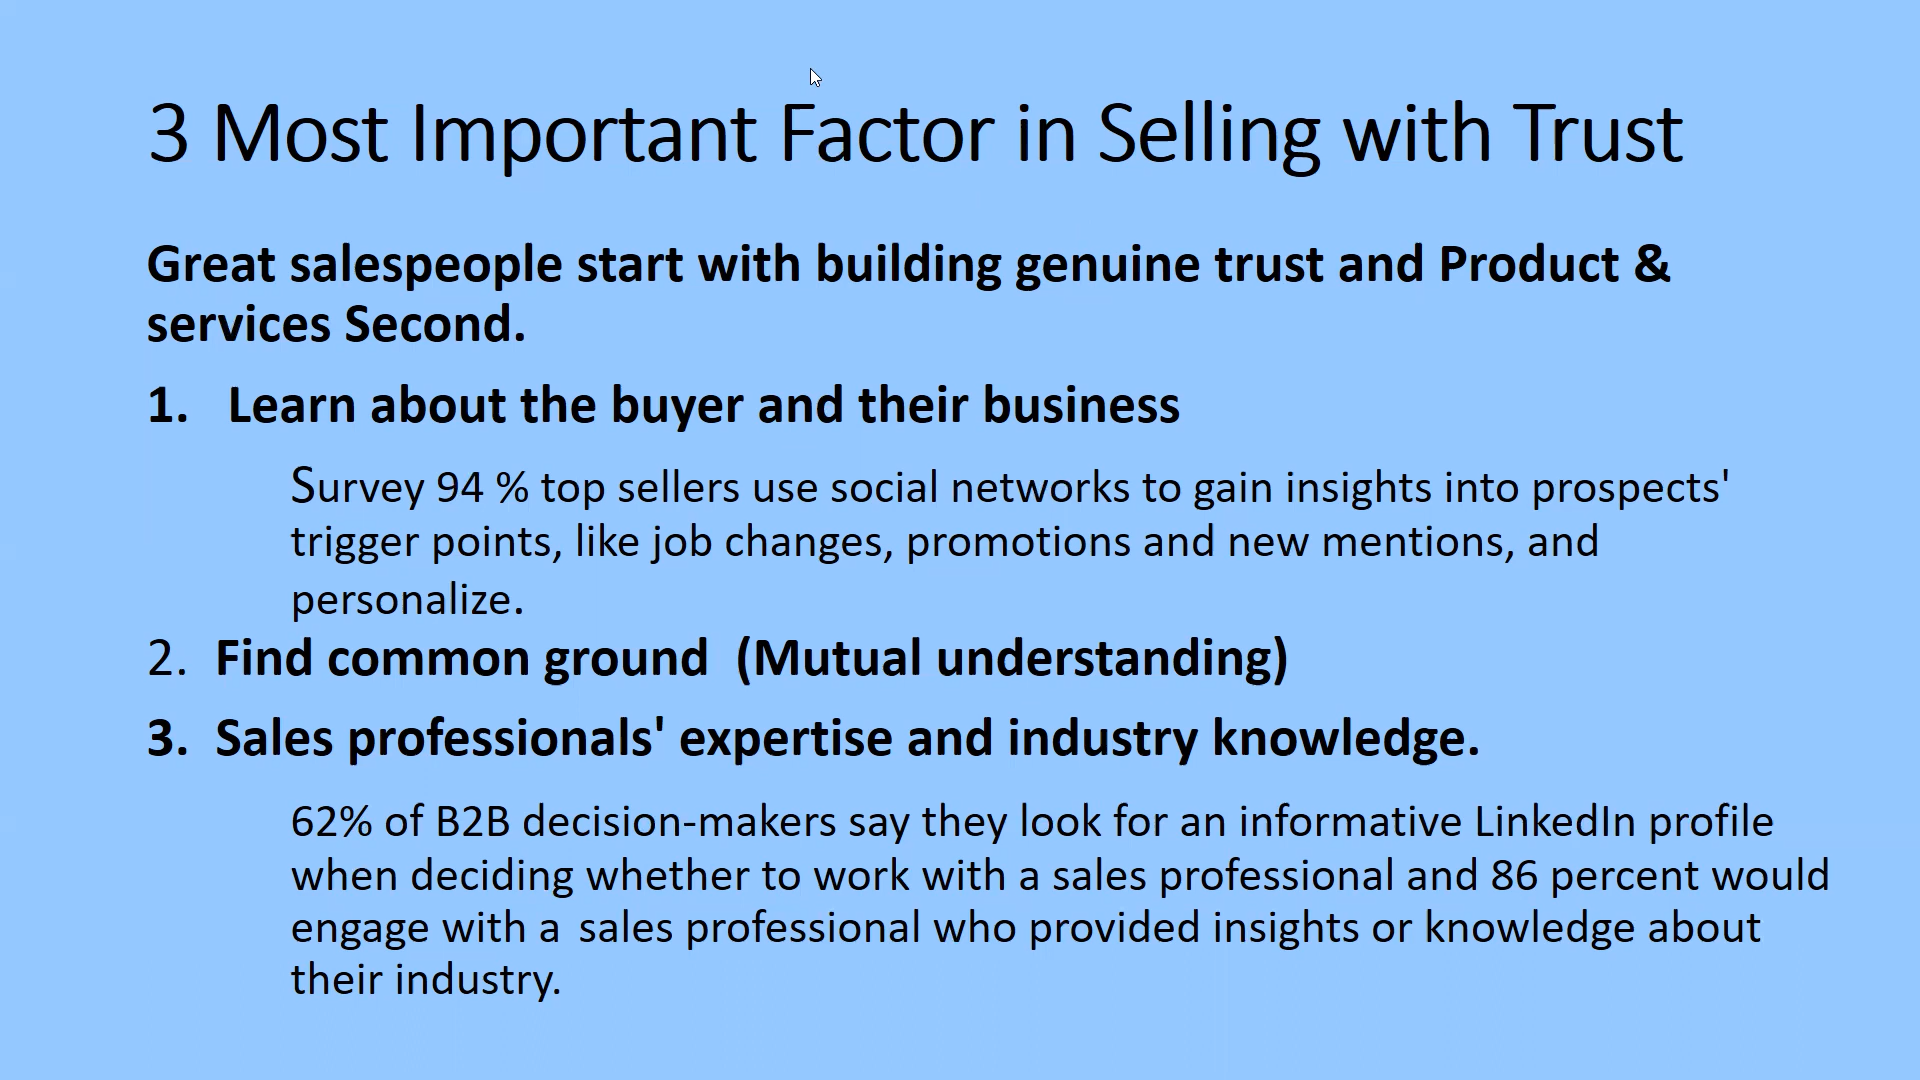 3 Most Important Factor in Selling with Trust
Great salespeople start with building genuine trust and Product &
services Second.
1. Learn about the buyer and their business
Survey 94 % top sellers use social networks to gain insights into prospects'
trigger points, like job changes, promotions and new mentions, and
personalize.
2. Find common ground (Mutual understanding)
3. Sales professionals' expertise and industry knowledge.
62% of B2B decision-makers say they look for an informative LinkedIn profile
when deciding whether to work with a sales professional and 86 percent would
engage with a sales professional who provided insights or knowledge about
their industry.